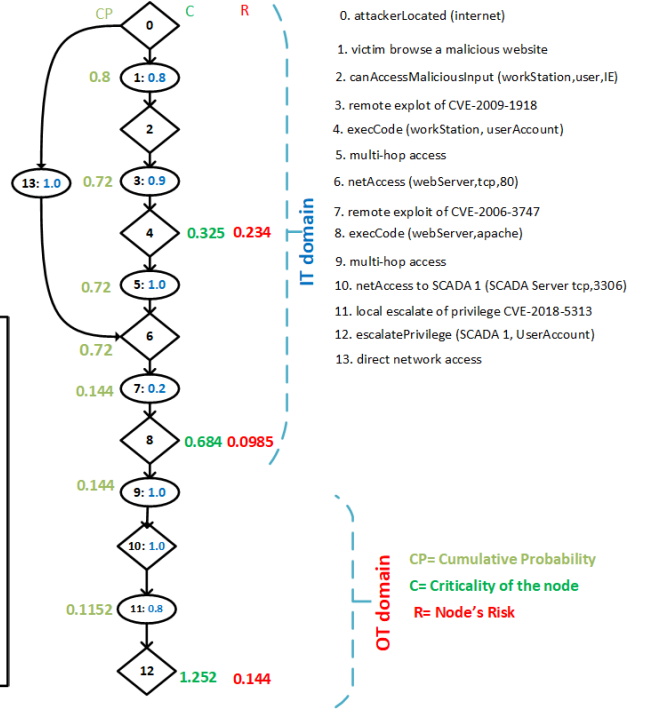 CP C R
0
0. attackerLocated (internet)
1. victim browse a malicious website
0.8 1: 0.8
2. canAccessMaliciousInput (workStation,user,IE)
3. remote explot of CVE-2009-1918
2
4. execCode (workStation, userAccount)
5. multi-hop access
13: 1.0 0.72 3: 0.9
6. netAccess (webServer,tcp,80)
7. remote exploit of CVE-2006-3747
4 0.325 0.234
8. execCode (webServer,apache)
IT domain
9. multi-hop access
0.72 5: 1.0
10. netAccess to SCADA 1 (SCADA Server tcp,3306)
11. local escalate of privilege CVE-2018-5313
6
12. escalatePrivilege (SCADA 1, UserAccount)
0.72
13. direct network access
0.144 7: 0.2
8 0.684 0.0985
0.144 9: 1.0
10: 1.0
CP= Cumulative Probability
C= Criticality of the node
OT domain
0.1152 11: 0.8
R= Node's Risk
12 1.252 0.144